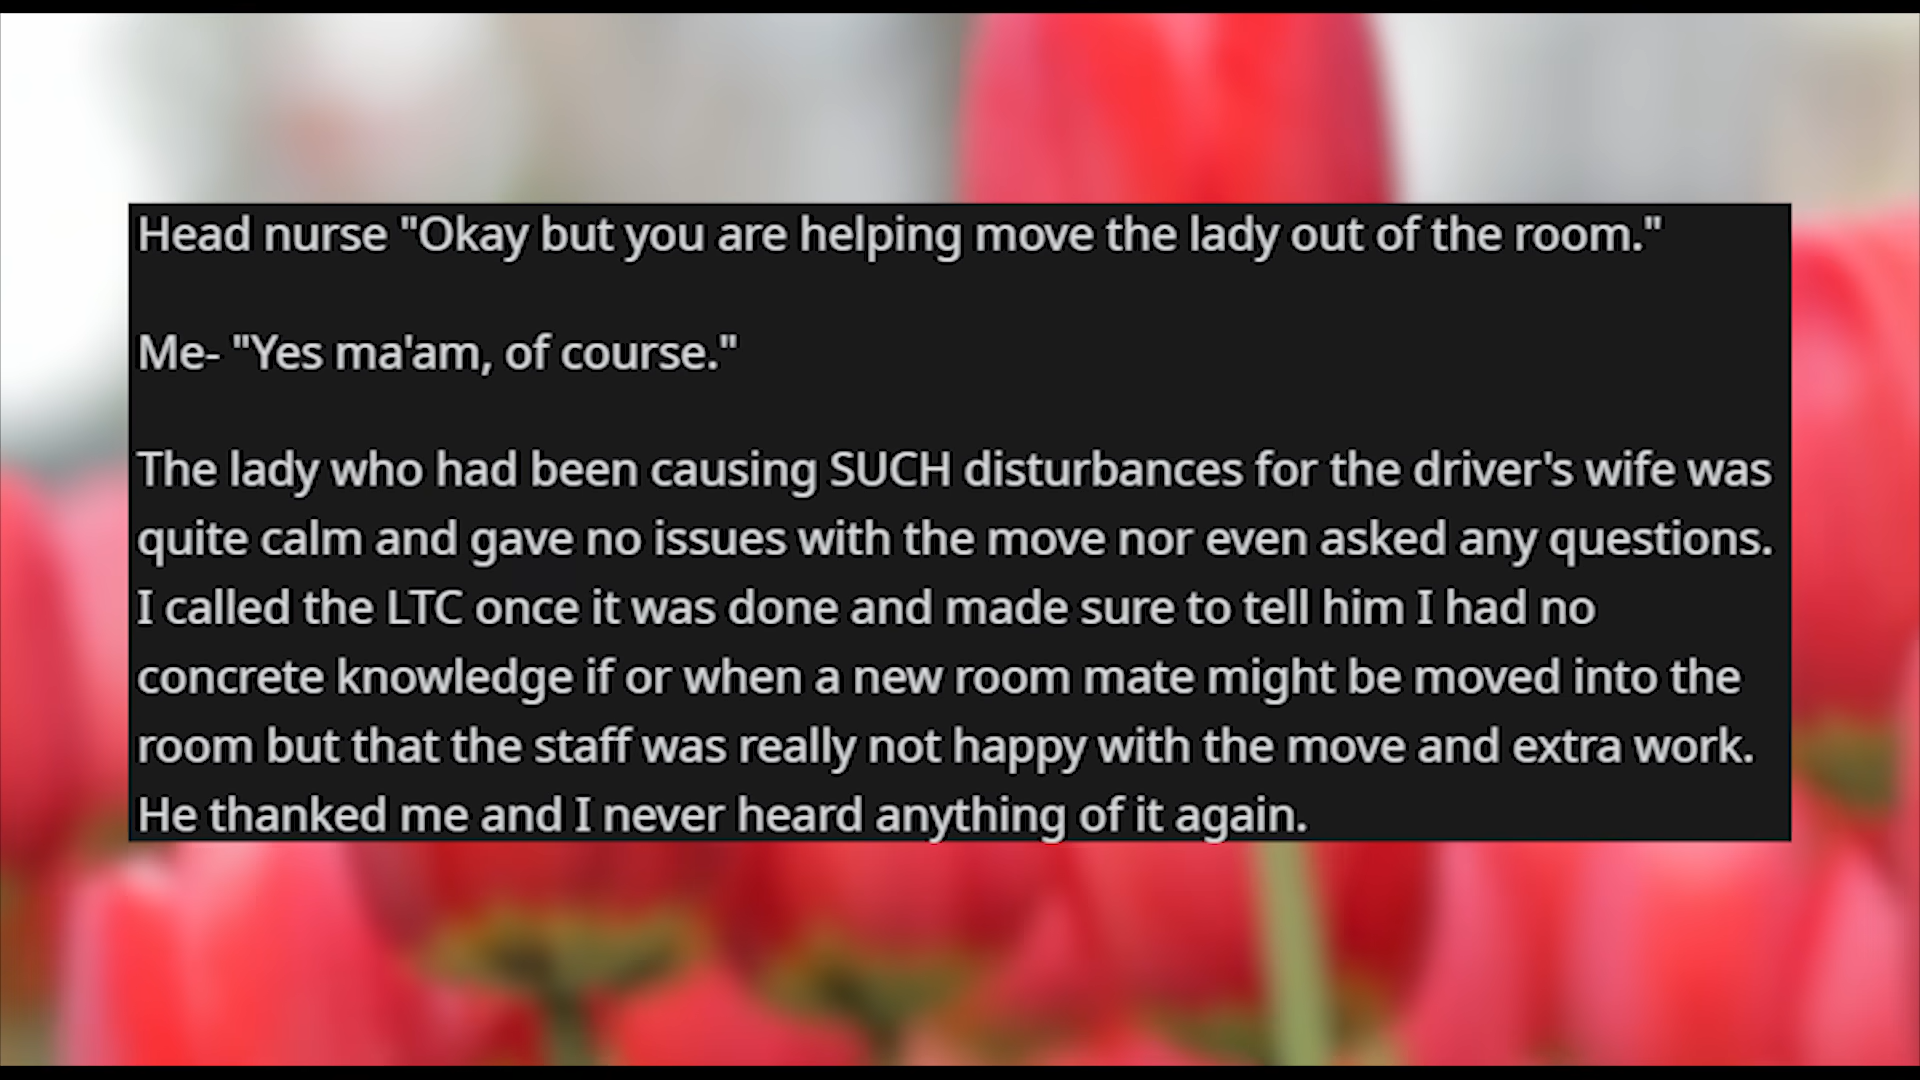 Head nurse "Okay but you are helping move the lady out of the room."
Me- "Yes ma'am, of course."
The lady who had been causing SUCH disturbances for the driver's wife was
quite calm and gave no issues with the move nor even asked any questions.
I called the LTC once it was done and made sure to tell him I had no
concrete knowledge if or when a new room mate might be moved into the
room but that the staff was really not happy with the move and extra work.
He thanked me and I never heard anything of it again.